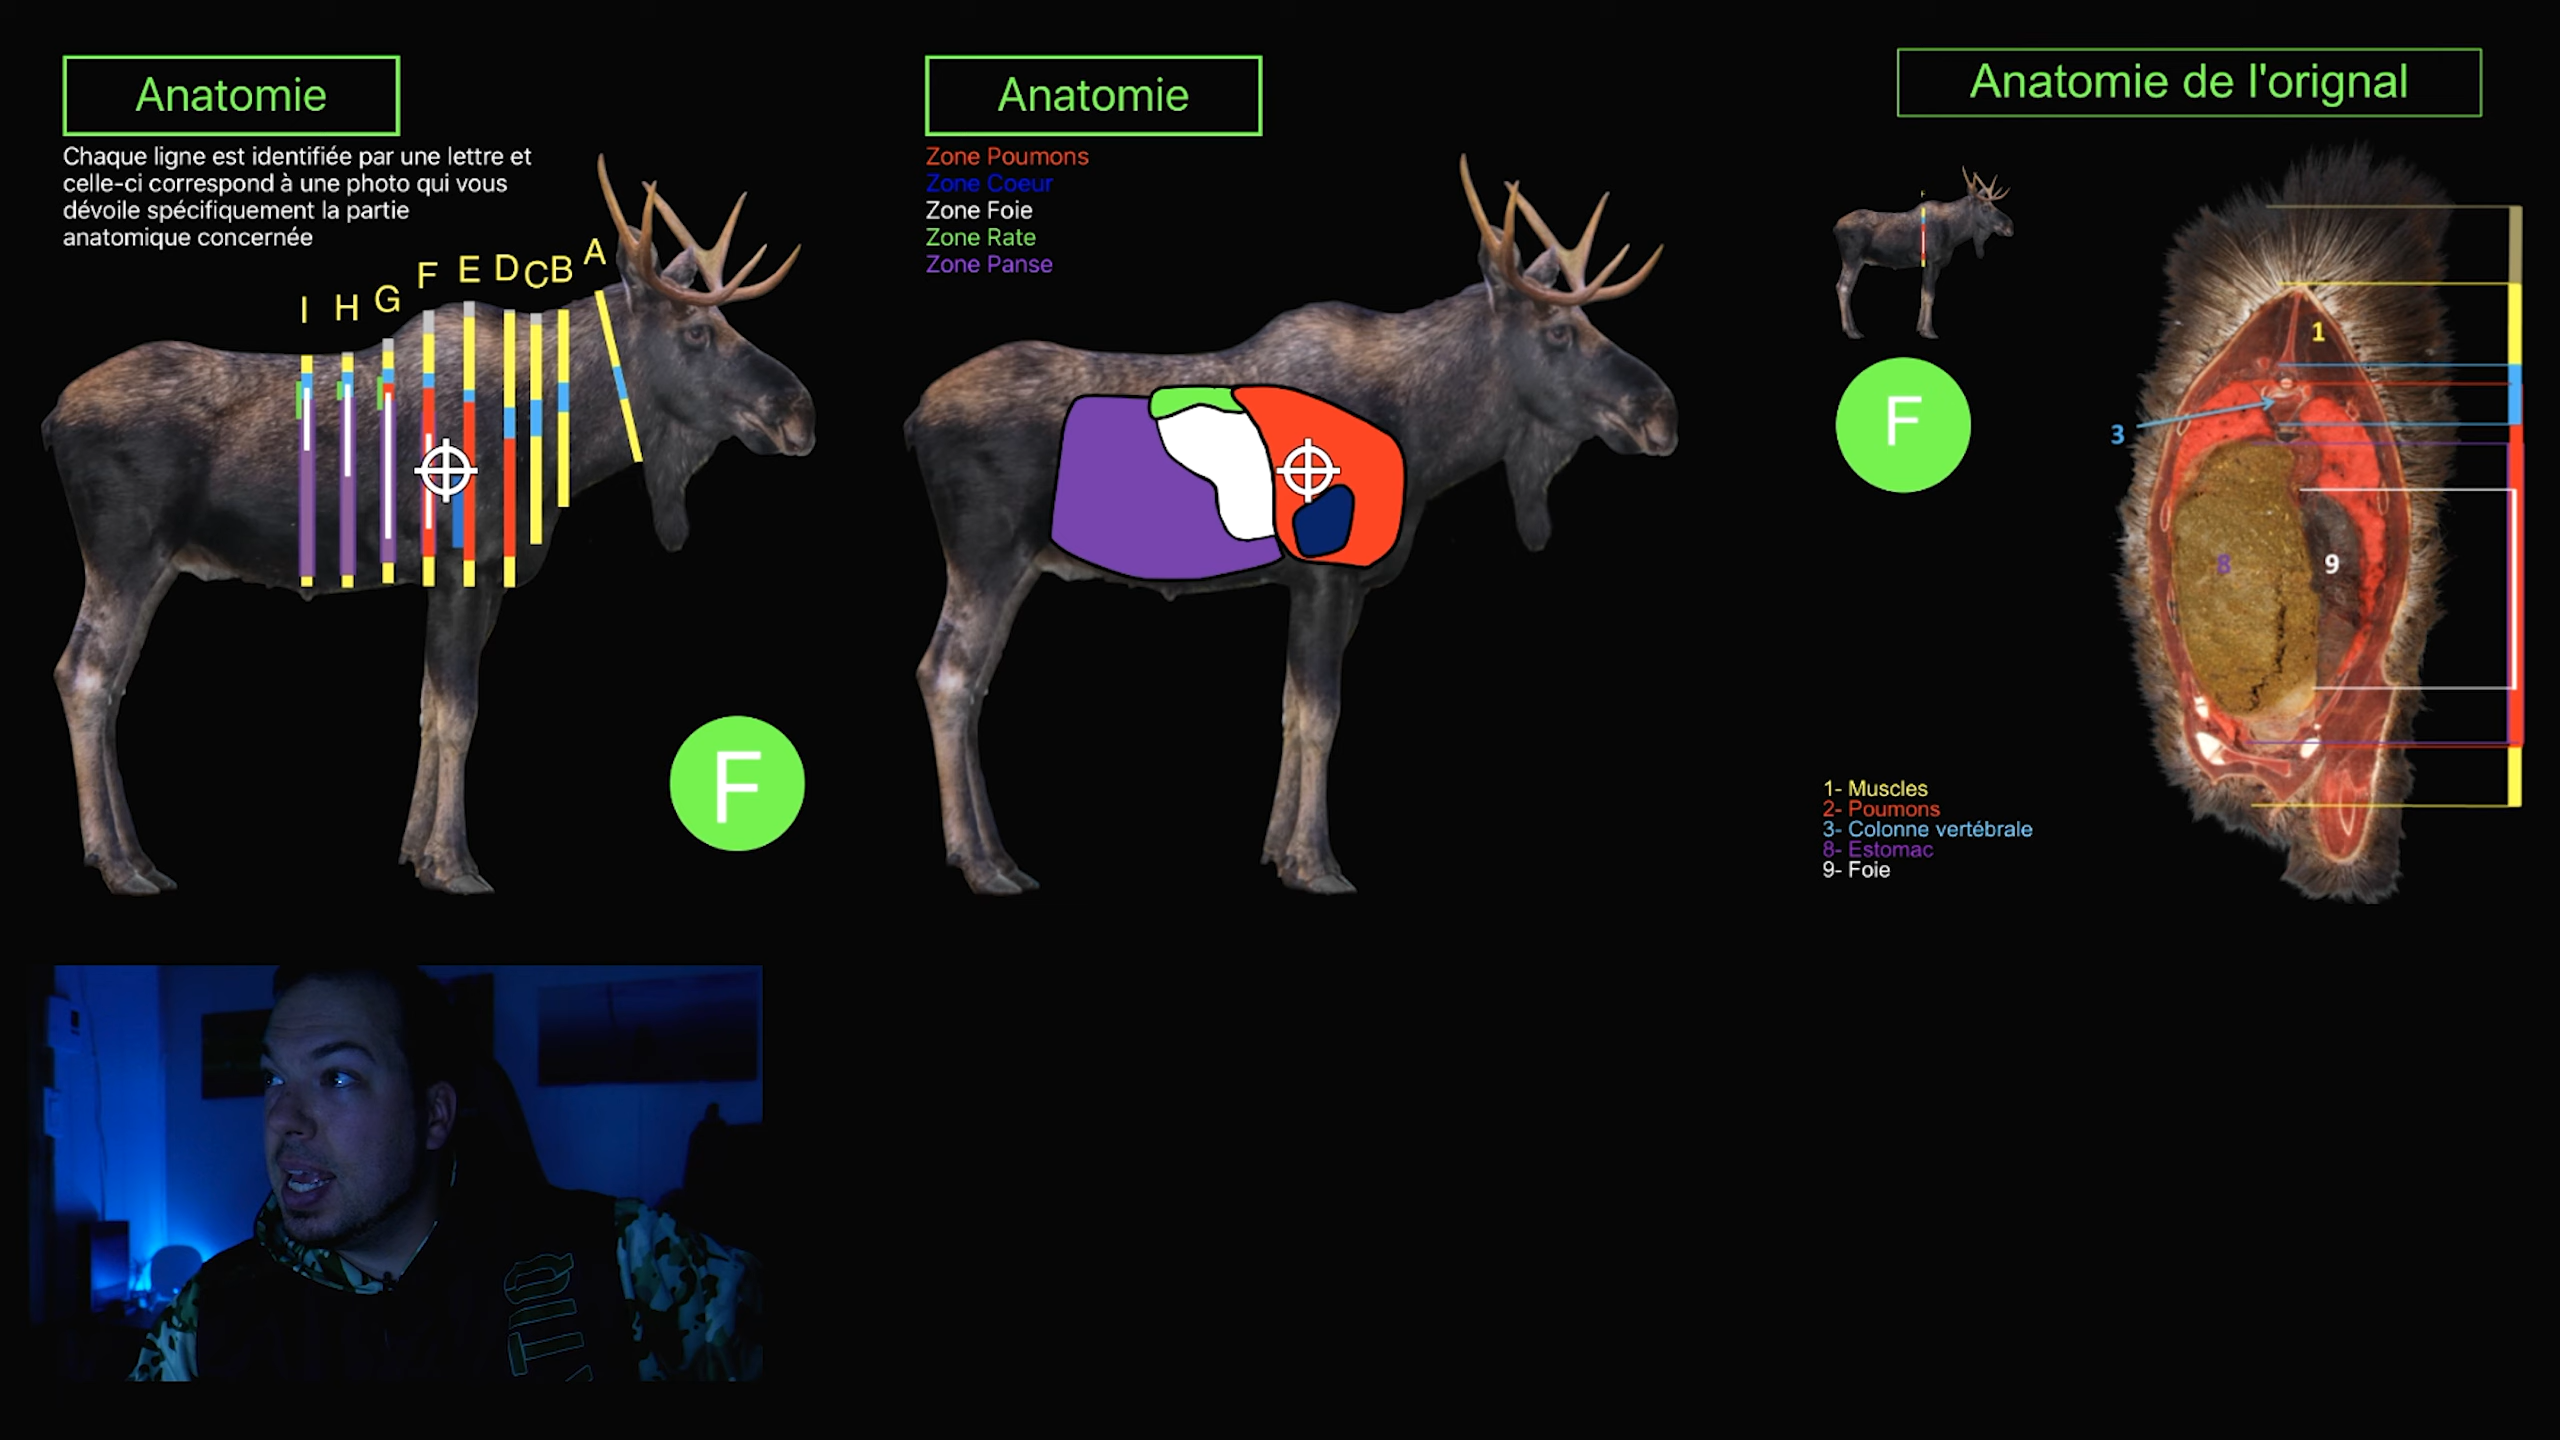 Anatomie
Chaque ligne est identifiée par une lettre et
celle-ci correspond à une photo qui vous
dévoile spécifiquement la partie
anatomique concernée
I H G F E D C B A
F
Anatomie
Zone Poumons
Zone Coeur
Zone Foie
Zone Rate
Zone Panse
Anatomie de l'orignal
F
F
1
3
8
9
1- Muscles
2- Poumons
3- Colonne vertébrale
8- Estomac
9- Foie
TIQ